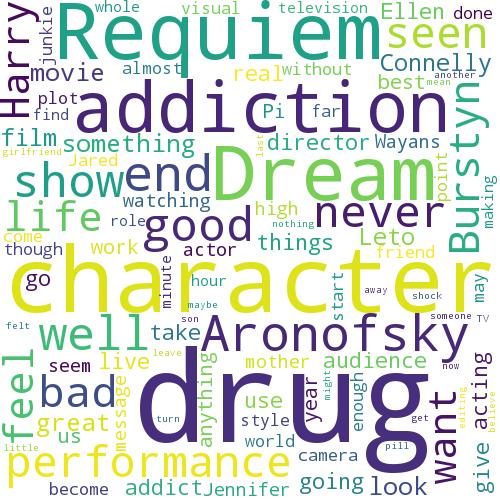 whole
visual
television
Ellen
done
Harry
junkie
Requiem
seen
movie
almost
real
without
Connelly
best
another
mean
plot
find
addiction
Pi
far
film
something
director
Wayans
girlfriend
Jared
last
Burstyn
show
end
Dream
point
making
watching
life
role
good
high
never
nothing
things
Leto
come
though
work
actor
friend
go
minute
hour
start
may
character
maybe
away
shock
someone
TV
felt
son
well
take
Aronofsky
seem
live
leave
mother
audience
might
now
feel
bad
drug
anything
use
year
enough
want
acting
editing
believe
great
message
style
us
turn
world
get
little
performance
camera
pill
give
become
addict
Jennifer
going
look